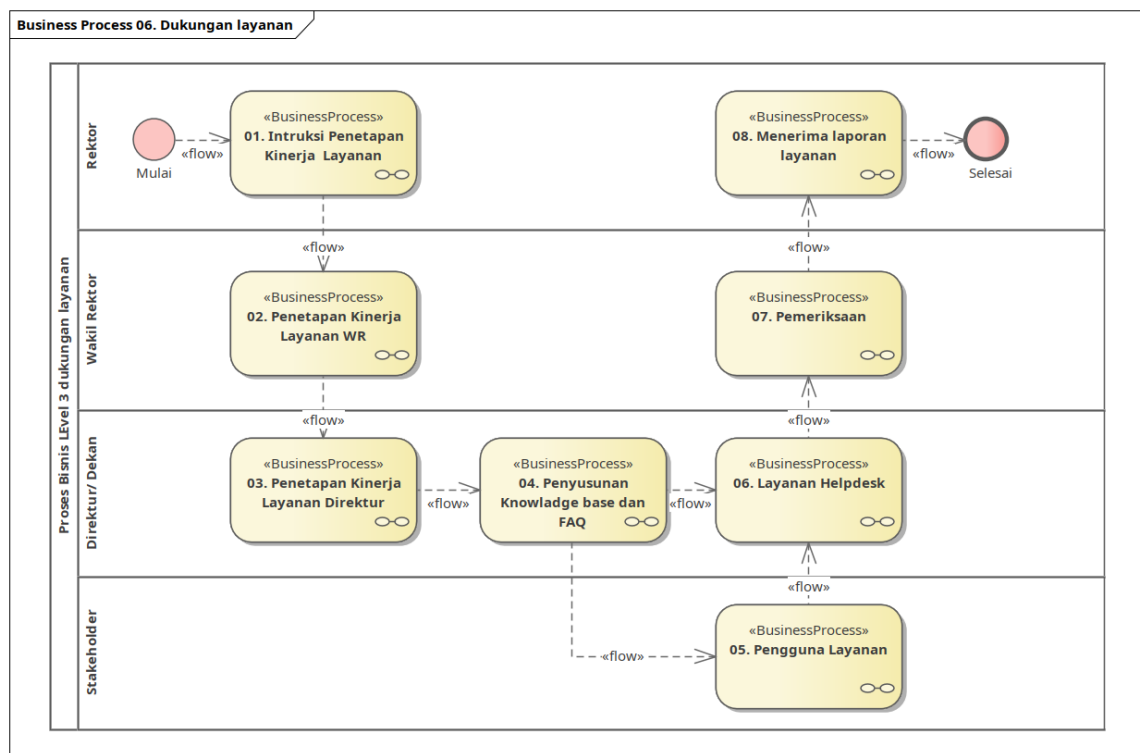 Business Process 06. Dukungan layanan
Proses Bisnis LEvel 3 dukungan layanan
Rektor
Mulai
«flow»
«BusinessProcess»
01. Intruksi Penetapan
Kinerja Layanan
«BusinessProcess»
08. Menerima laporan
layanan
«flow»
Selesai
«flow»
«flow»
Wakil Rektor
«BusinessProcess»
02. Penetapan Kinerja
Layanan WR
«BusinessProcess»
07. Pemeriksaan
«flow»
«flow»
Direktur/ Dekan
«BusinessProcess»
03. Penetapan Kinerja
Layanan Direktur
«flow»
«BusinessProcess»
04. Penyusunan
Knowladge base dan
FAQ
«flow»
«BusinessProcess»
06. Layanan Helpdesk
«flow»
Stakeholder
«flow»
«BusinessProcess»
05. Pengguna Layanan